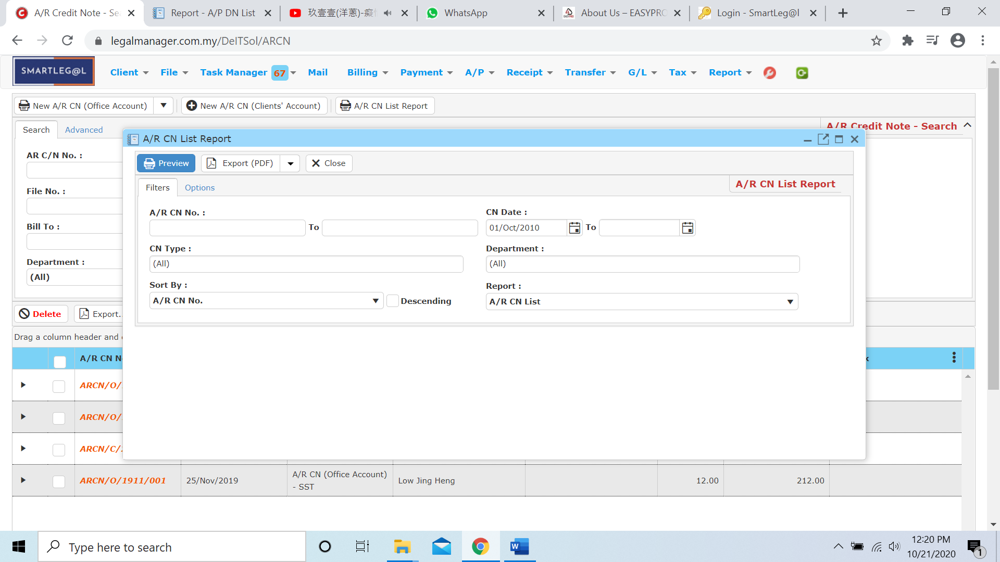 A/R Credit Note - Se
Report - A/P DN List
玖壹壹(洋蔥)-癡
WhatsApp
About Us – EASYPRO
Login - SmartLeg@l
legalmanager.com.my/DeITSol/ARCN
SMARTLEG@L
Client
File
Task Manager 67
Mail
Billing
Payment
A/P
Receipt
Transfer
G/L
Tax
Report
New A/R CN (Office Account)
New A/R CN (Clients' Account)
A/R CN List Report
Search
Advanced
A/R Credit Note - Search
AR C/N No. :
File No. :
Bill To :
Department :
(All)
A/R CN List Report
Preview
Export (PDF)
Close
Filters
Options
A/R CN List Report
A/R CN No. :
To
CN Date :
01/Oct/2010
To
CN Type :
(All)
Department :
(All)
Sort By :
A/R CN No.
Descending
Report :
A/R CN List
Delete
Export..
Drag a column header and
A/R CN N
ARCN/O/
ARCN/O/
ARCN/C/
ARCN/O/1911/001
25/Nov/2019
A/R CN (Office Account)
- SST
Low Jing Heng
12.00
212.00
Type here to search
12:20 PM
10/21/2020
1